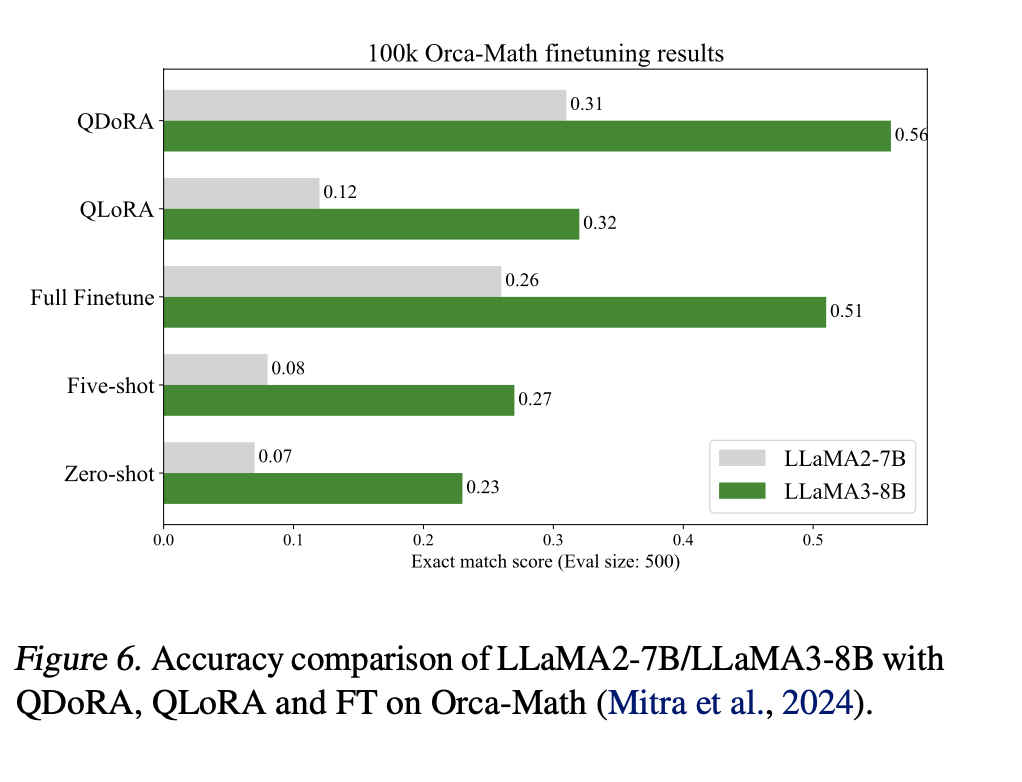 100k Orca-Math finetuning results
QDoRA
0.31
0.56
QLoRA
0.12
0.32
Full Finetune
0.26
0.51
Five-shot
0.08
0.27
Zero-shot
0.07
0.23
LLaMA2-7B
LLaMA3-8B
0.0 0.1 0.2 0.3 0.4 0.5
Exact match score (Eval size: 500)
Figure 6. Accuracy comparison of LLaMA2-7B/LLaMA3-8B with
QDoRA, QLoRA and FT on Orca-Math (Mitra et al., 2024).